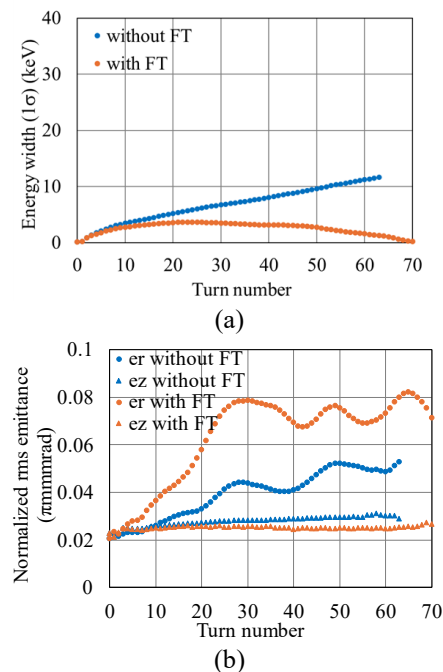 40
30
20
10
0
Energy width (1σ) (keV)
without FT
with FT
0 10 20 30 40 50 60 70
Turn number
(a)
0.1
0.08
0.06
0.04
0.02
0
Normalized rms emittance
(πmmmrad)
er without FT
ez without FT
er with FT
ez with FT
0 10 20 30 40 50 60 70
Turn number
(b)